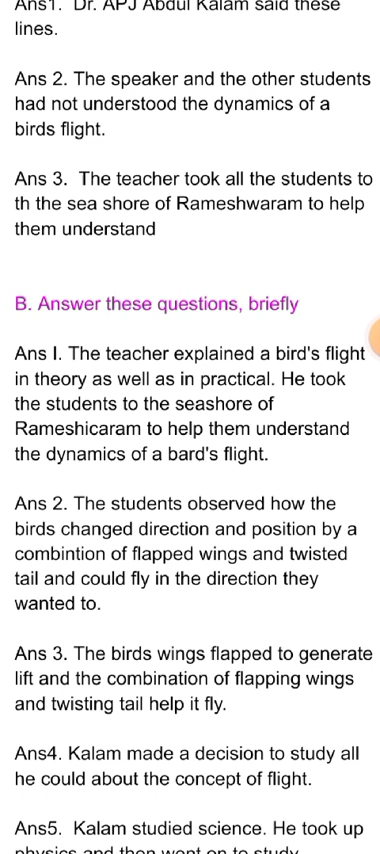 Ans1. Dr. APJ Abdul Kalam said these
lines.
Ans 2. The speaker and the other students
had not understood the dynamics of a
birds flight.
Ans 3. The teacher took all the students to
th the sea shore of Rameshwaram to help
them understand
B. Answer these questions, briefly
Ans I. The teacher explained a bird's flight
in theory as well as in practical. He took
the students to the seashore of
Rameshicaram to help them understand
the dynamics of a bard's flight.
Ans 2. The students observed how the
birds changed direction and position by a
combintion of flapped wings and twisted
tail and could fly in the direction they
wanted to.
Ans 3. The birds wings flapped to generate
lift and the combination of flapping wings
and twisting tail help it fly.
Ans4. Kalam made a decision to study all
he could about the concept of flight.
Ans5. Kalam studied science. He took up
physics and then went on to study